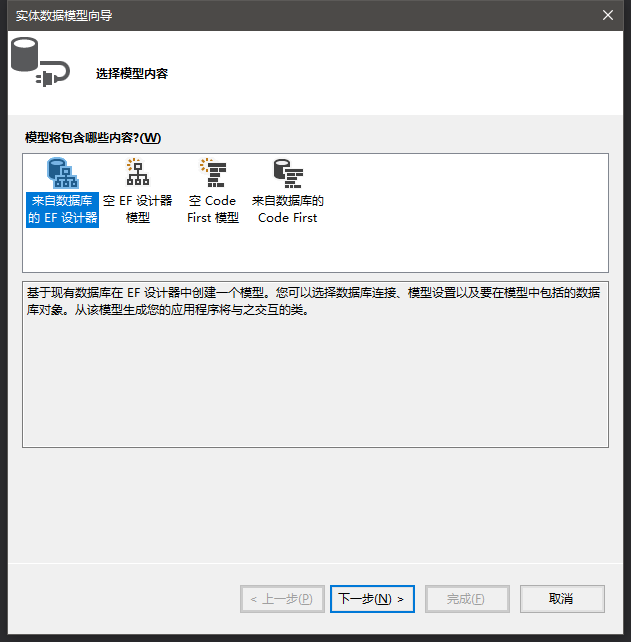 实体数据模型向导
选择模型内容
模型将包含哪些内容?(W)
来自数据库
的 EF 设计器
空 EF 设计器
模型
空 Code
First 模型
来自数据库的
Code First
基于现有数据库在 EF 设计器中创建一个模型。您可以选择数据库连接、模型设置以及要在模型中包括的数据
库对象。从该模型生成您的应用程序将与之交互的类。
< 上一步(P)
下一步(N) >
完成(F)
取消